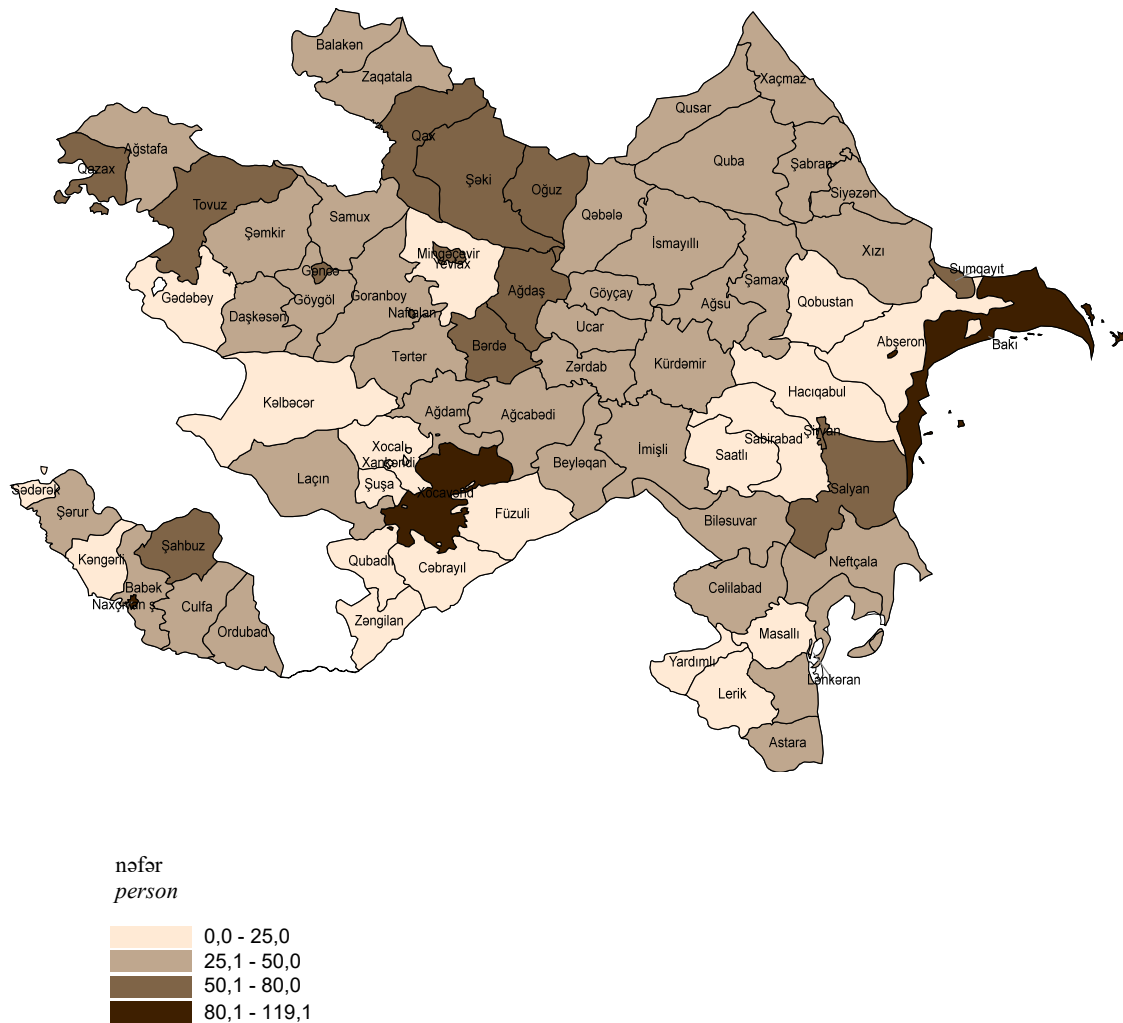 Balakən
Zaqatala
Xaçmaz
Qusar
Qax
Ağstafa
Quba
Şabran
Qazax
Şəki
Oğuz
Siyəzən
Tovuz
Samux
Qəbələ
Şəmkir
İsmayıllı
Xızı
Mingəçevir
Yevlax
Sumqayıt
Gəncə
Şamaxı
Gədəbəy
Göygöl
Goranboy
Ağdaş
Göyçay
Qobustan
Daşkəsən
Naftalan
Ağsu
Ucar
Abşeron
Bakı
Bərdə
Tərtər
Zərdab
Kürdəmir
Hacıqabul
Kəlbəcər
Ağdam
Ağcabədi
Şirvan
Sabirabad
Xocalı
Xankəndi
İmişli
Saatlı
Beyləqan
Laçın
Şuşa
Salyan
Sədərək
Xocavənd
Şərur
Füzuli
Biləsuvar
Şahbuz
Kəngərli
Qubadlı
Cəbrayıl
Neftçala
Babək
Cəlilabad
Naxçıvan ş.
Culfa
Zəngilan
Ordubad
Masallı
Yardımlı
Lənkəran
Lerik
Astara
nəfər
person
0,0 - 25,0
25,1 - 50,0
50,1 - 80,0
80,1 - 119,1